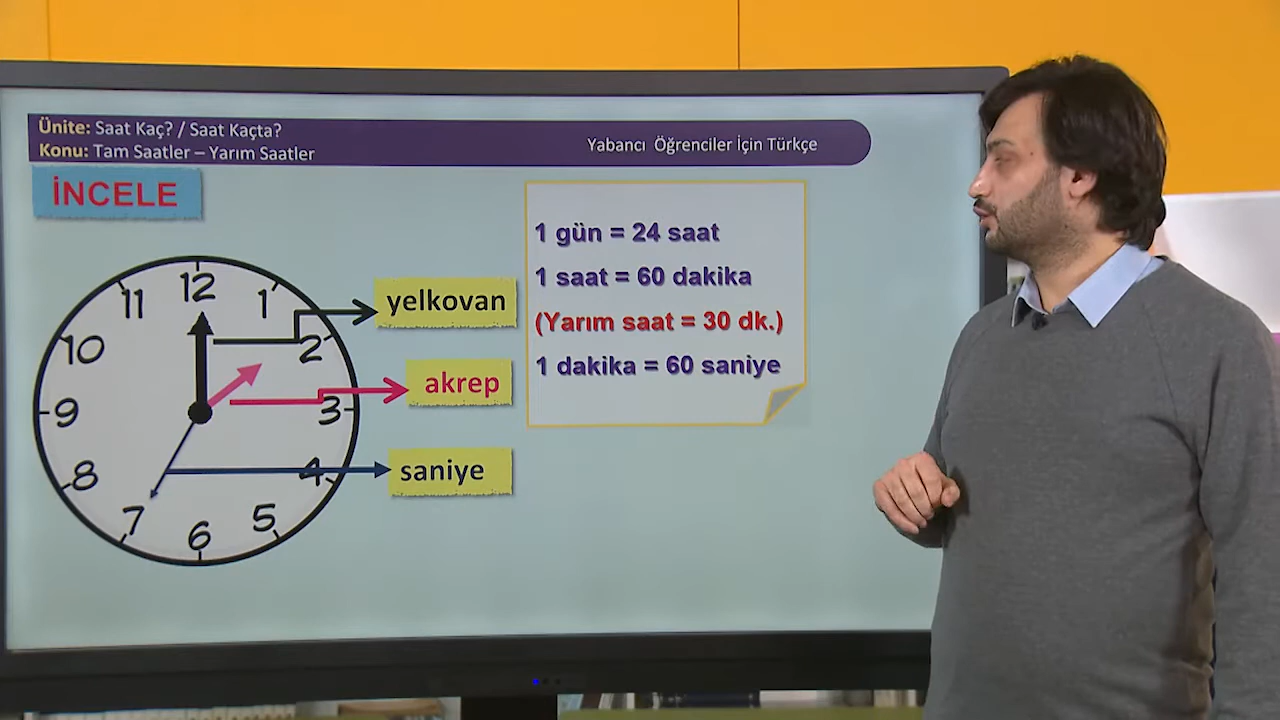 Ünite: Saat Kaç? / Saat Kaçta?
Konu: Tam Saatler – Yarım Saatler
Yabancı Öğrenciler İçin Türkçe
İNCELE
12
11
1
10
2
9
3
8
4
7
5
6
yelkovan
akrep
saniye
1 gün = 24 saat
1 saat = 60 dakika
(Yarım saat = 30 dk.)
1 dakika = 60 saniye